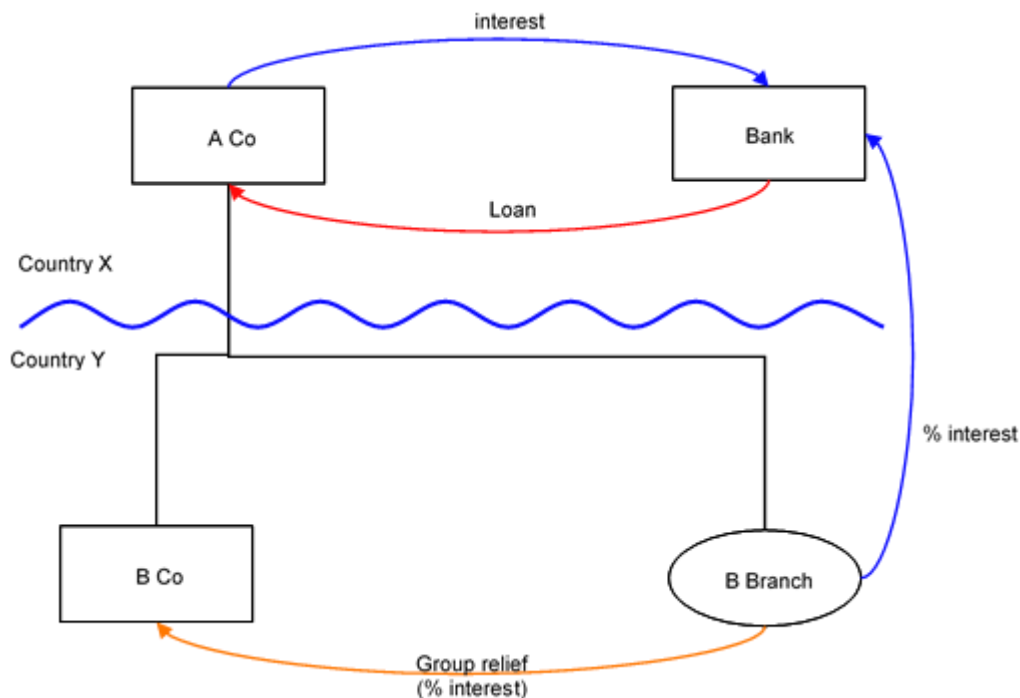 interest
A Co
Bank
Loan
Country X
Country Y
% interest
B Co
B Branch
Group relief
(% interest)